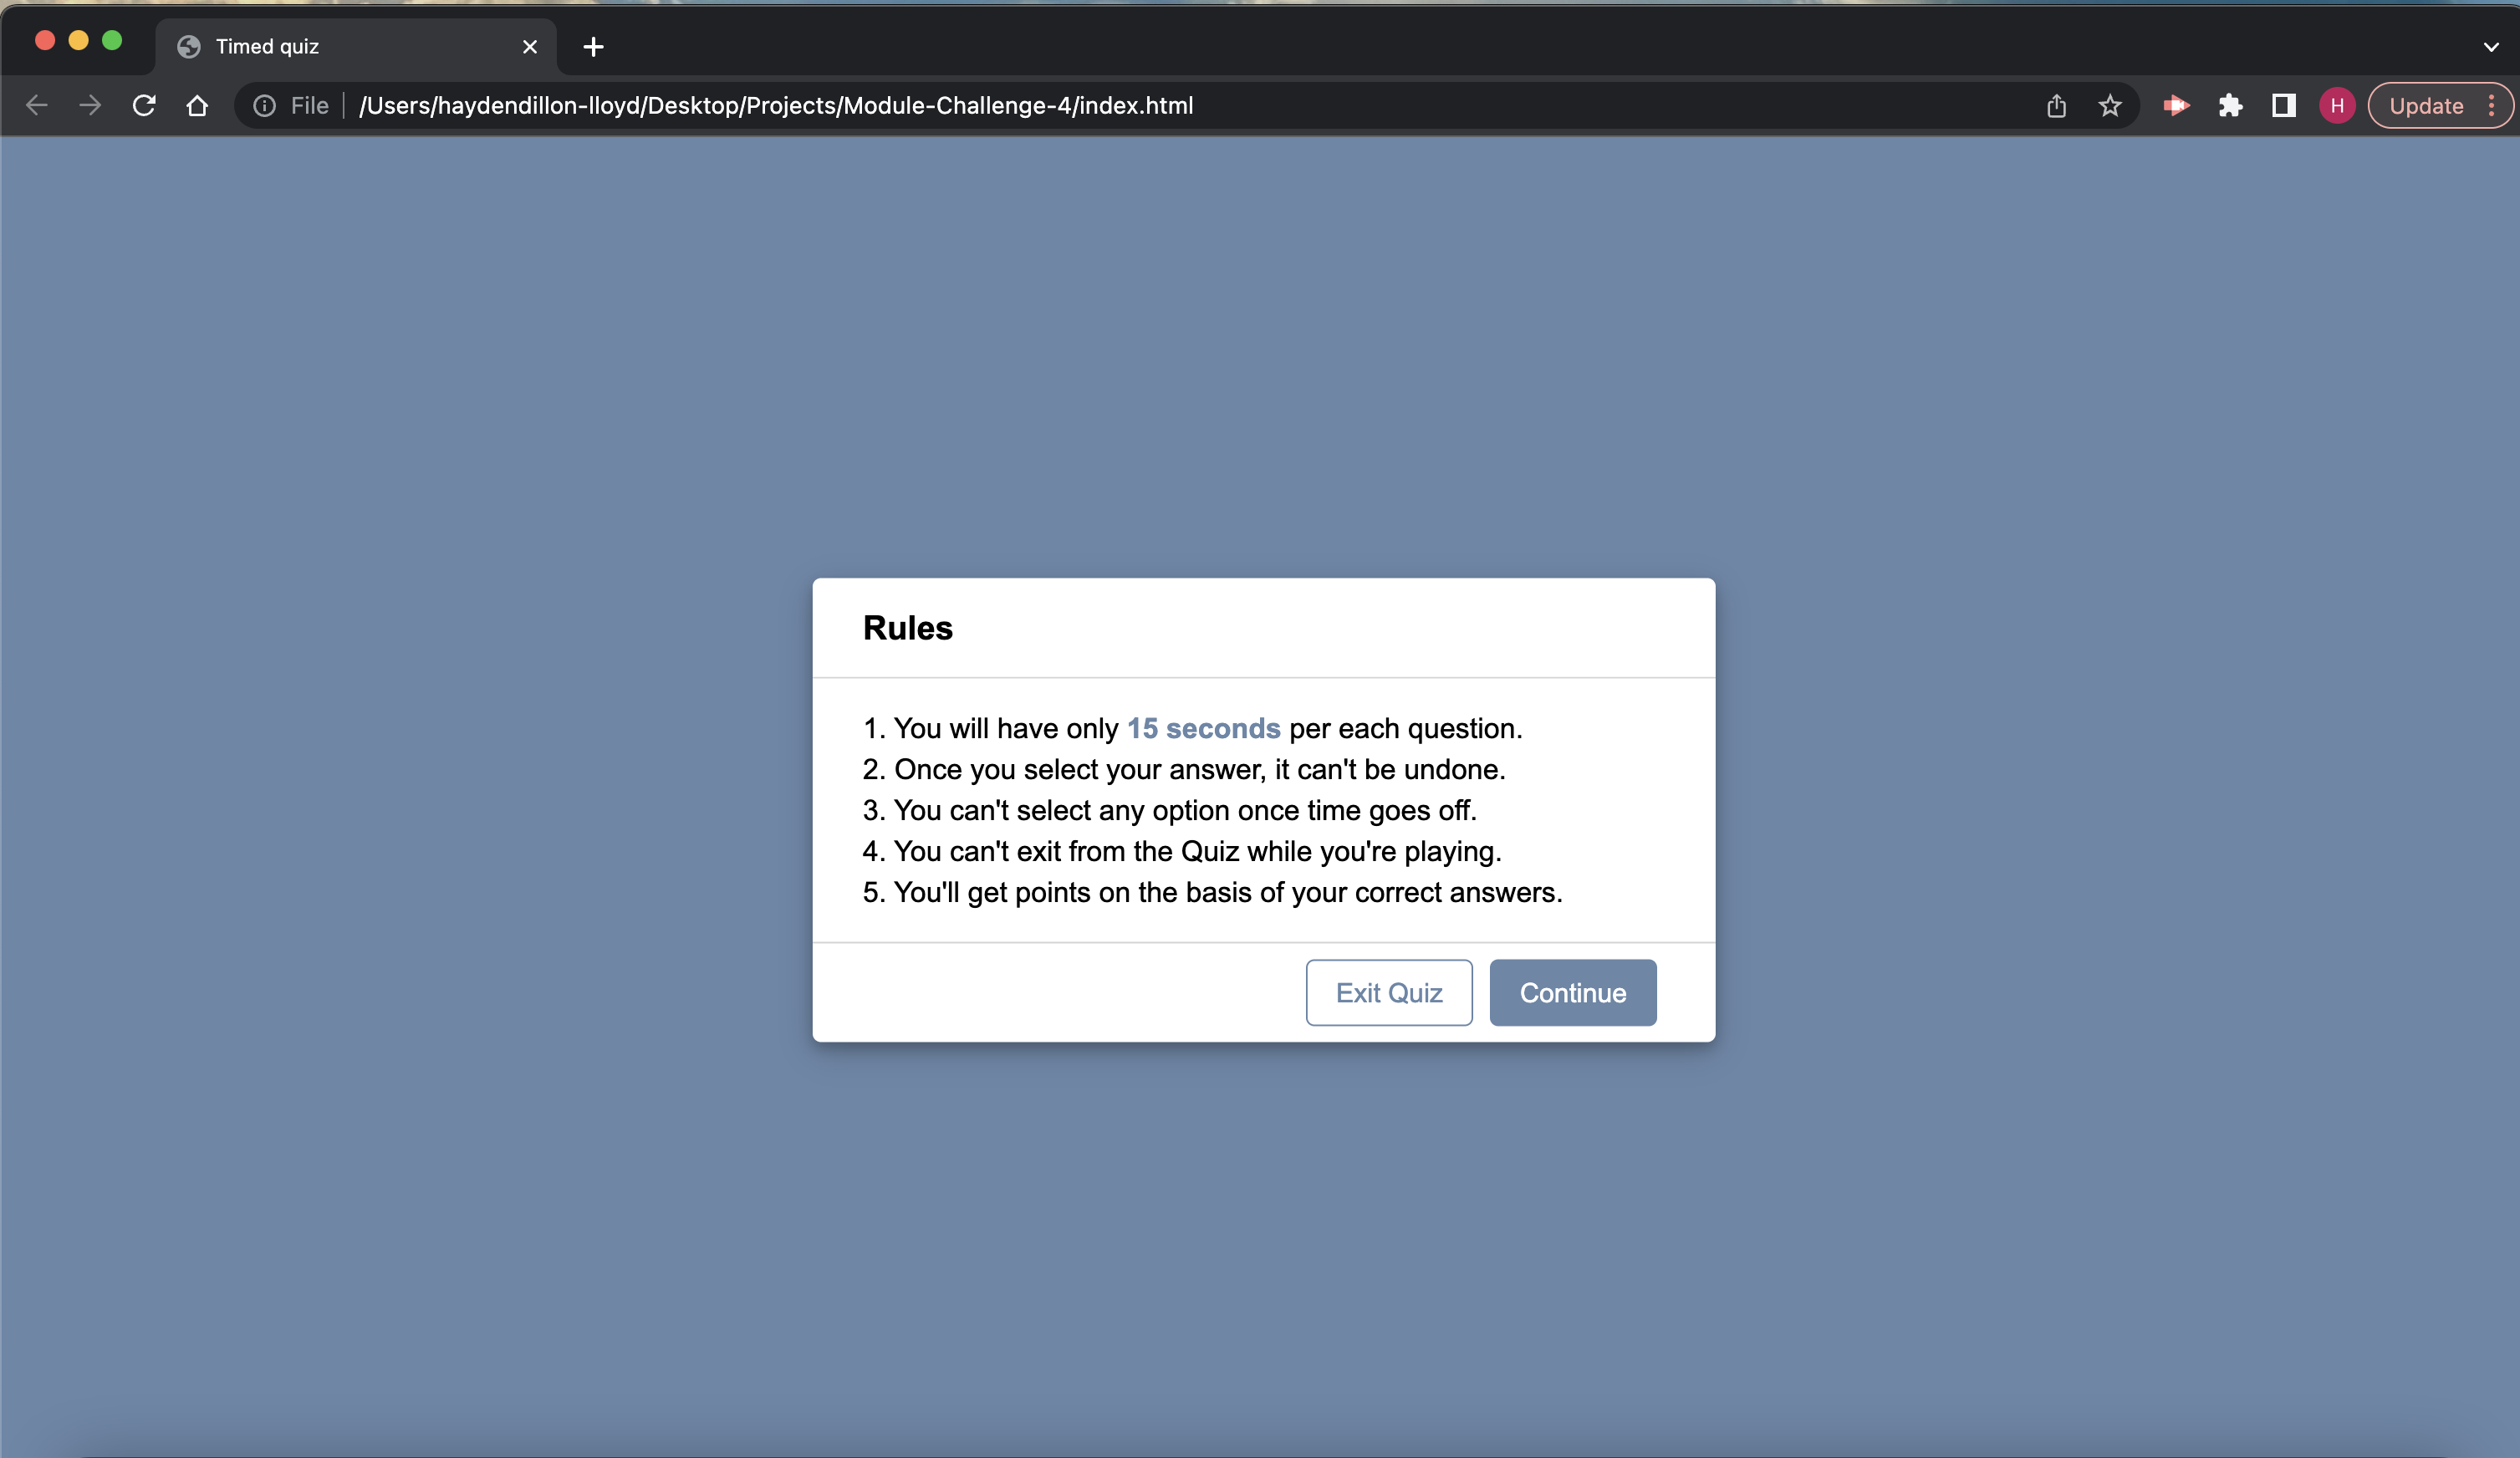 Timed quiz
File /Users/haydendillon-lloyd/Desktop/Projects/Module-Challenge-4/index.html H Update
Rules
1. You will have only 15 seconds per each question.
2. Once you select your answer, it can't be undone.
3. You can't select any option once time goes off.
4. You can't exit from the Quiz while you're playing.
5. You'll get points on the basis of your correct answers.
Exit Quiz Continue